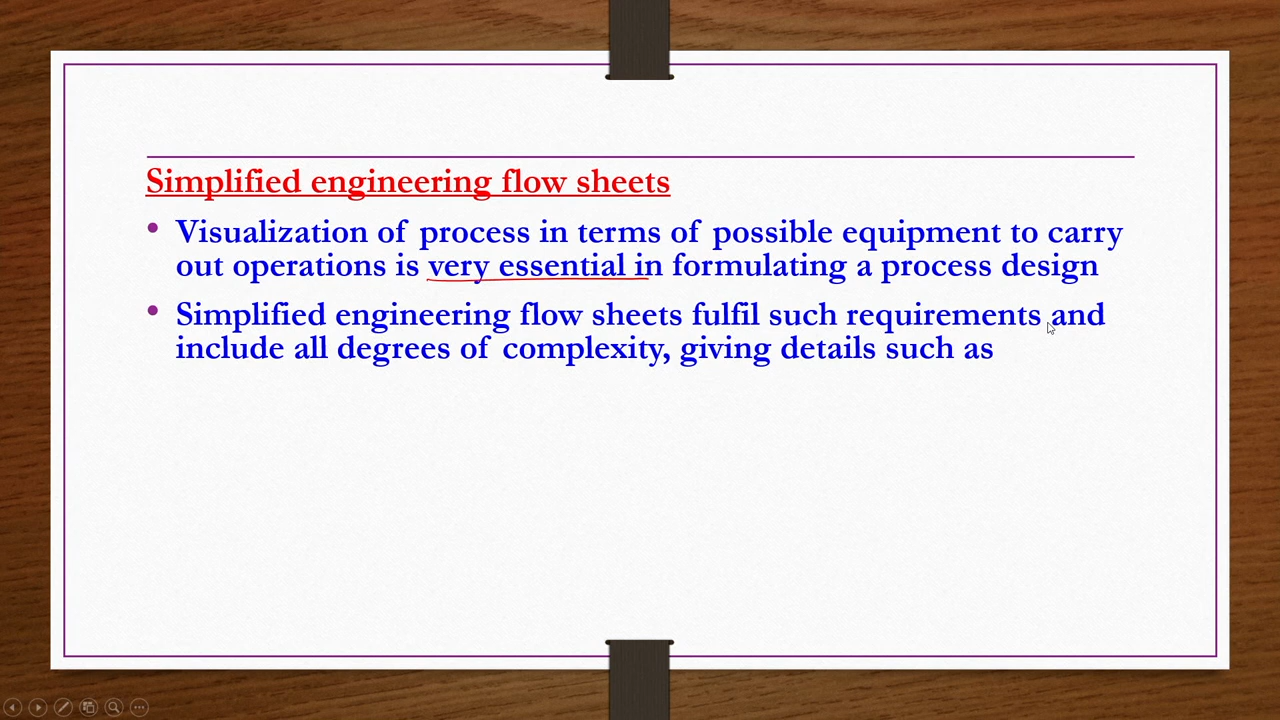 Simplified engineering flow sheets
• Visualization of process in terms of possible equipment to carry
out operations is very essential in formulating a process design
• Simplified engineering flow sheets fulfil such requirements and
include all degrees of complexity, giving details such as